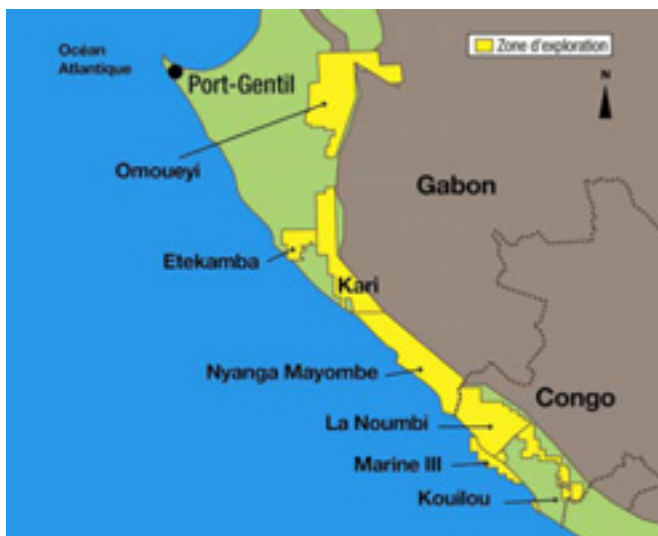 Océan
Atlantique
Zone d'exploration
Port-Gentil
N
Omoueyi
Gabon
Etekamba
Kari
Nyanga Mayombe
Congo
La Noumbi
Marine III
Kouilou